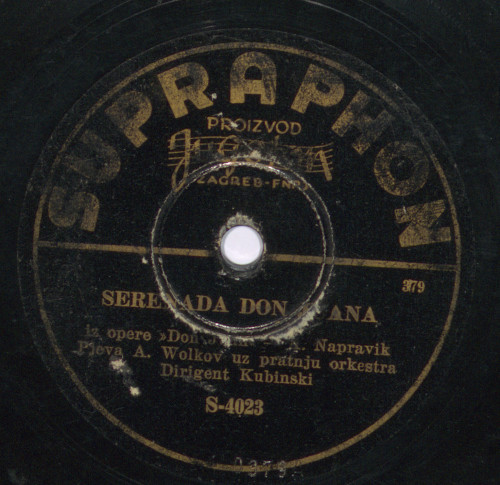 SUPRAPHON
PROIZVOD
ZAGREB-FNRJ
379
SERENADA DON ANA
iz opere »Don Napravik
Pjeva A. Wolkov uz pratnju orkestra
Dirigent Kubinski
S-4023